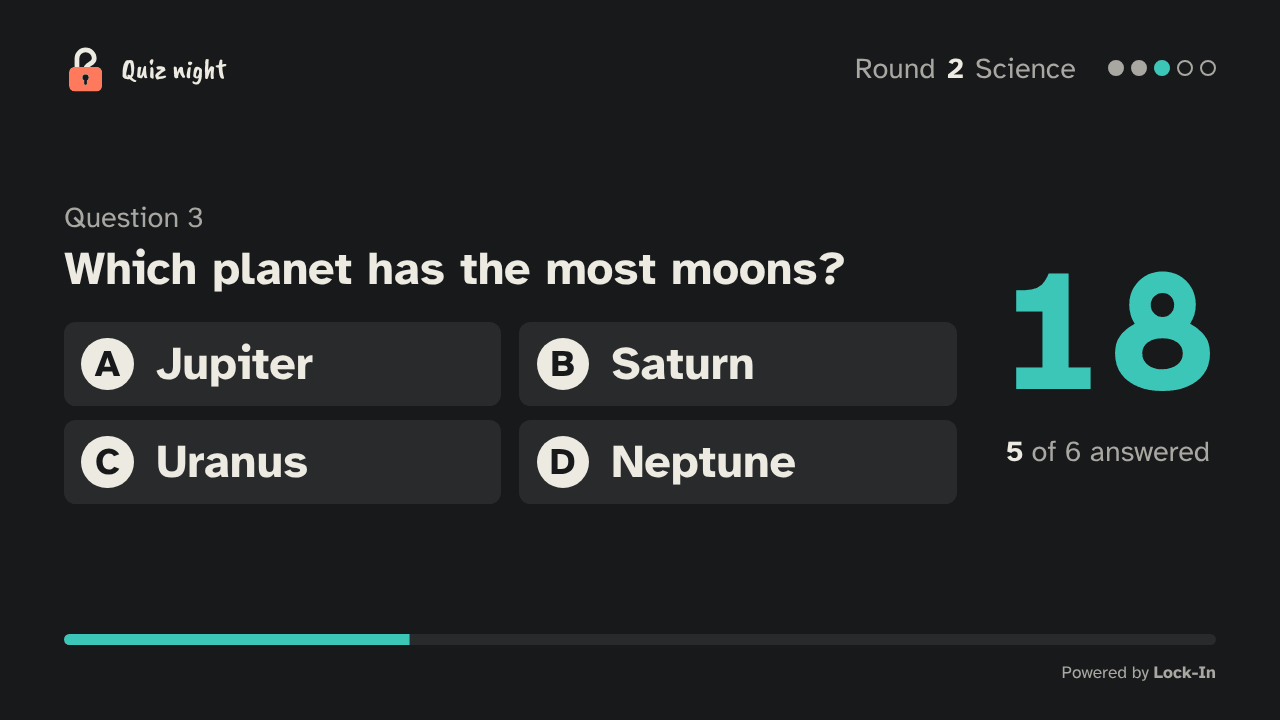 Quiz night
Round 2 Science
Question 3
Which planet has the most moons?
A Jupiter
B Saturn
C Uranus
D Neptune
18
5 of 6 answered
Powered by Lock-In